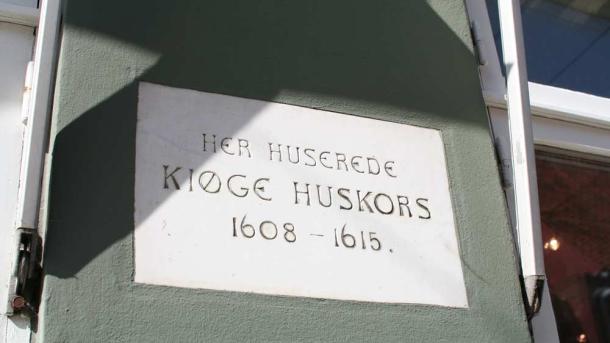 HER HUSEREDE
KIØGE HUSKORS
1608 – 1615.